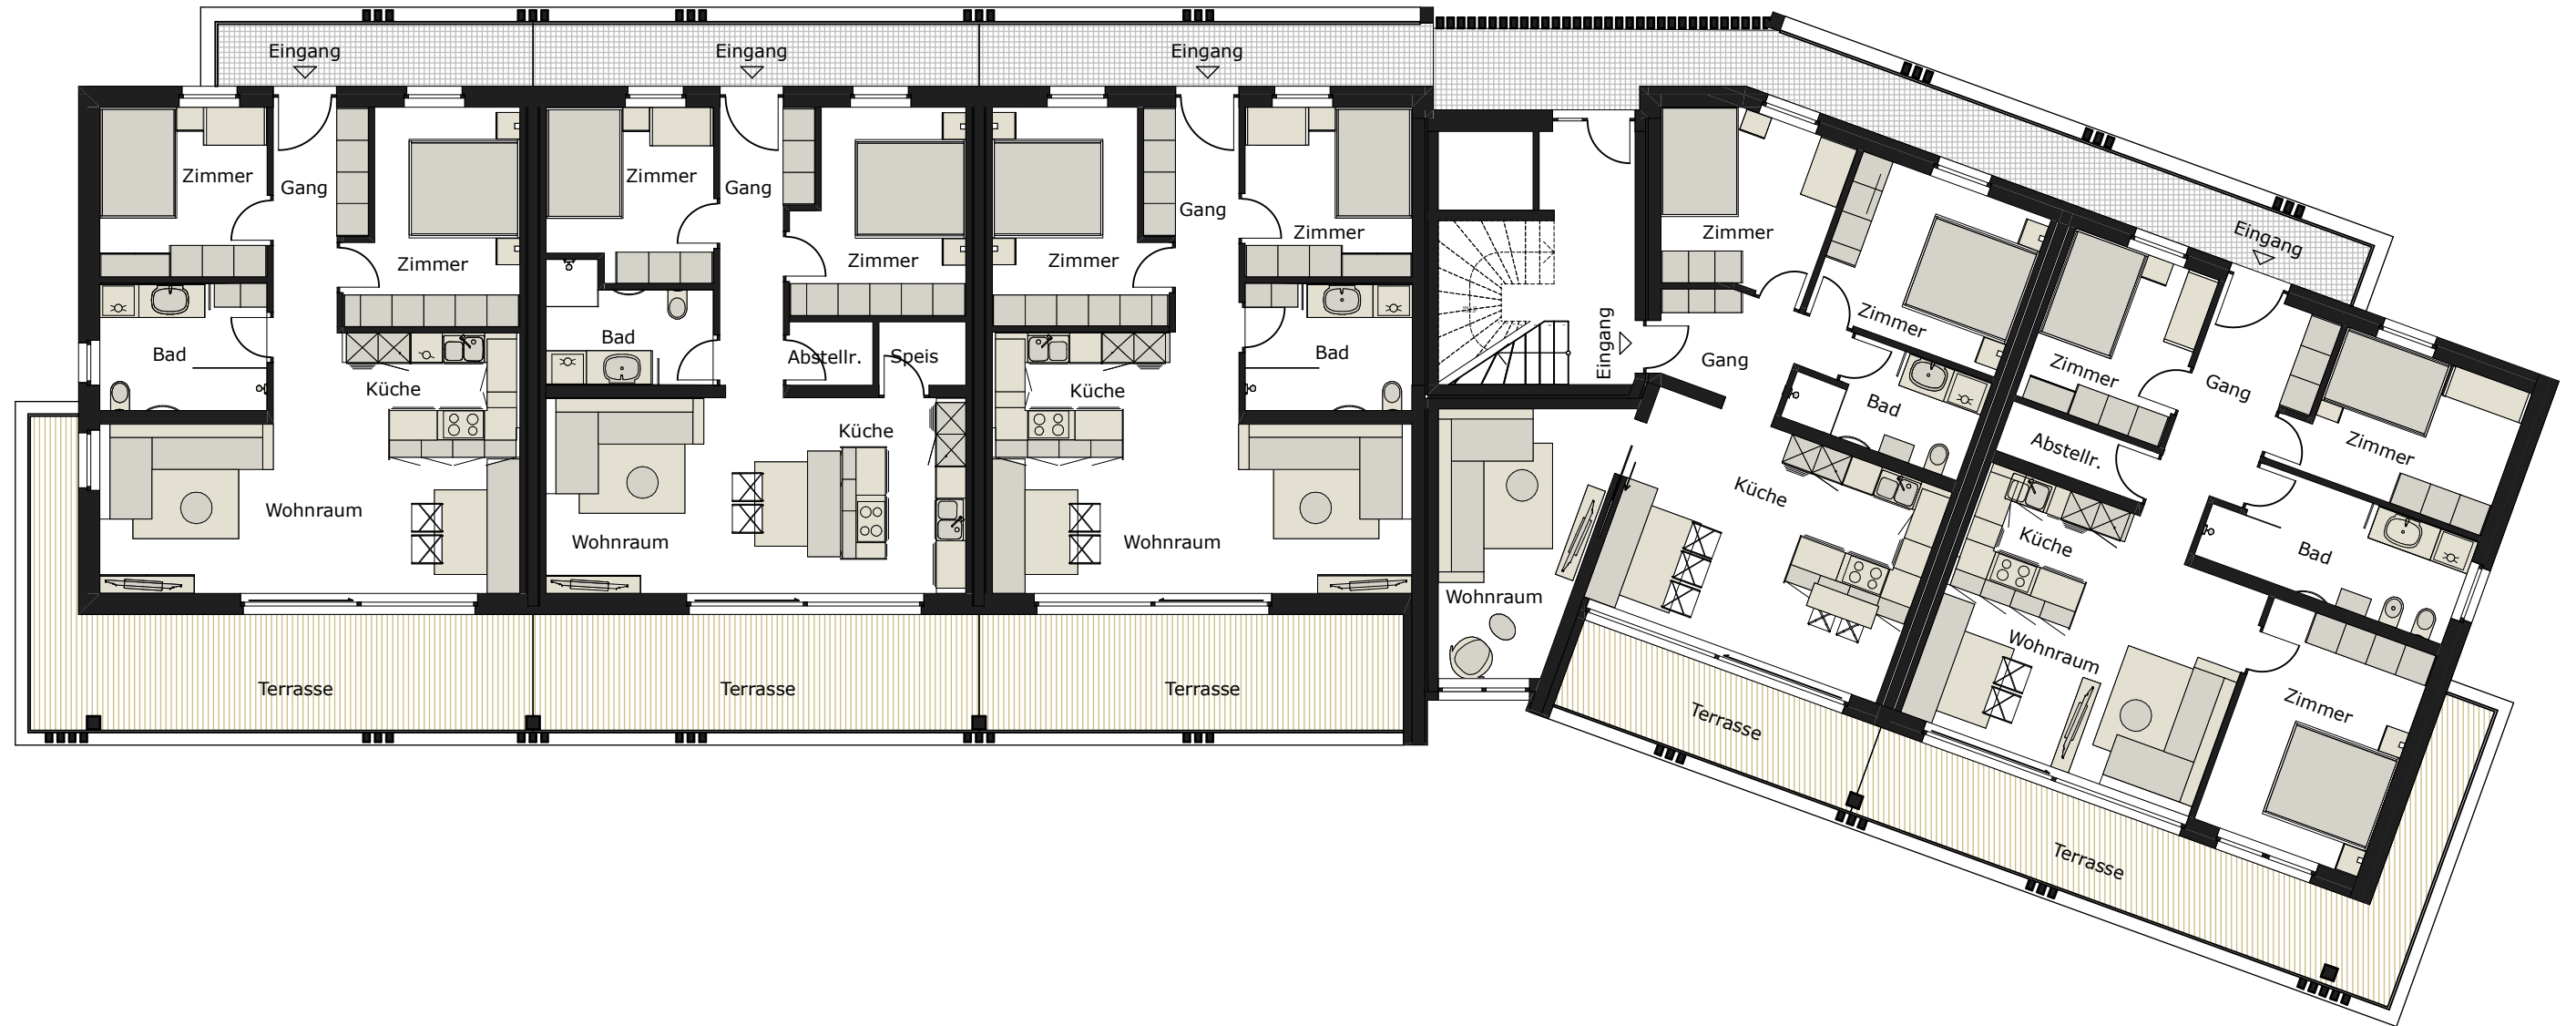 Eingang
Eingang
Eingang
Eingang
Zimmer
Gang
Zimmer
Bad
Küche
Wohnraum
Terrasse
Zimmer
Gang
Zimmer
Bad
Abstellr.
Speis
Küche
Wohnraum
Terrasse
Zimmer
Gang
Zimmer
Bad
Küche
Wohnraum
Terrasse
Eingang
Zimmer
Gang
Zimmer
Bad
Küche
Wohnraum
Terrasse
Zimmer
Gang
Zimmer
Abstellr.
Küche
Bad
Wohnraum
Zimmer
Terrasse